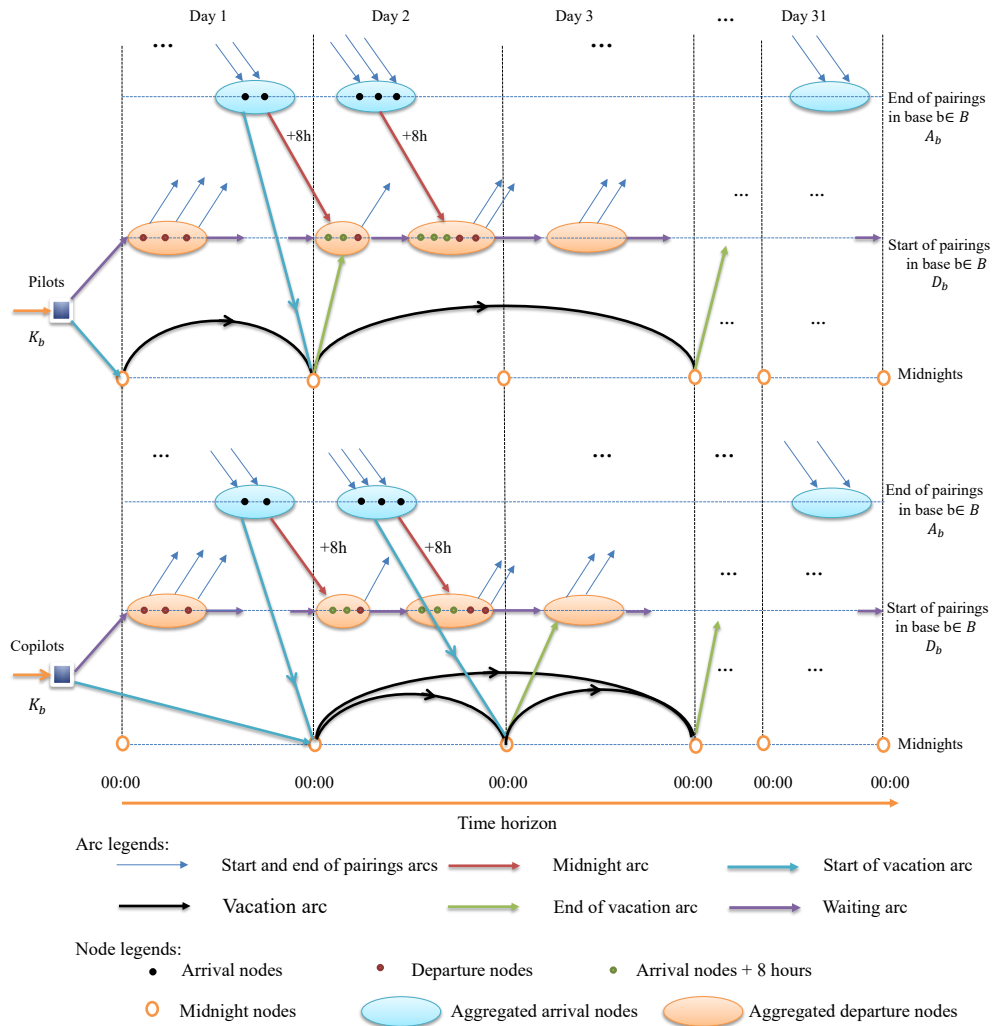 Day 1 Day 2 Day 3 ... Day 31
... ...
End of pairings
in base b∈ B
A_b
+8h +8h
... ...
Start of pairings
in base b∈ B
D_b
Pilots
K_b
... ...
Midnights
... ... ...
End of pairings
in base b∈ B
A_b
+8h +8h
... ...
Start of pairings
in base b∈ B
D_b
Copilots
K_b
... ...
Midnights
00:00 00:00 00:00 00:00 00:00 00:00
Time horizon
Arc legends:
Start and end of pairings arcs Midnight arc Start of vacation arc
Vacation arc End of vacation arc Waiting arc
Node legends:
Arrival nodes Departure nodes Arrival nodes + 8 hours
Midnight nodes Aggregated arrival nodes Aggregated departure nodes